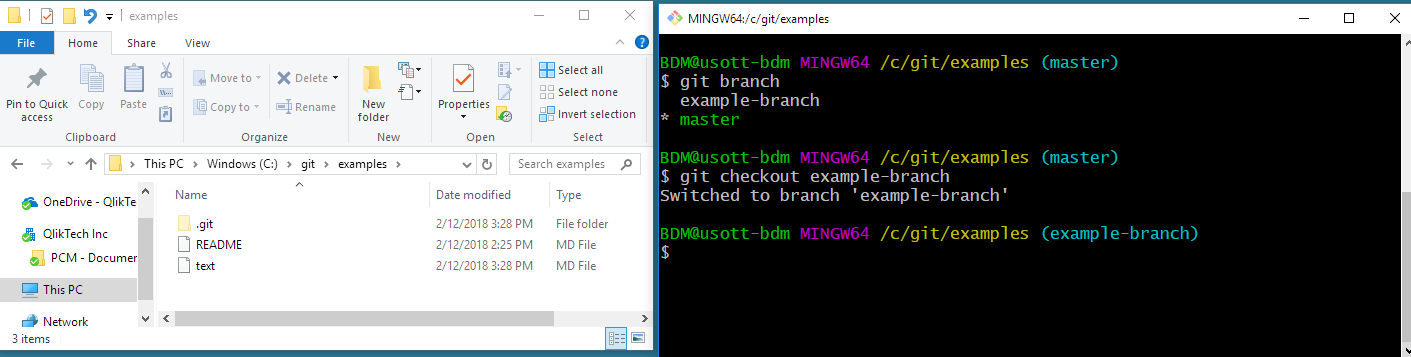 examples
File Home Share View
Pin to Quick access
Copy
Paste
Clipboard
Move to
Copy to
Delete
Rename
Organize
New folder
New
Properties
Open
Select all
Select none
Invert selection
Select
This PC > Windows (C:) > git > examples >
Search examples
OneDrive - QlikTe
QlikTech Inc
PCM - Documen
This PC
Network
Name Date modified Type
.git 2/12/2018 3:28 PM File folder
README 2/12/2018 2:25 PM MD File
text 2/12/2018 3:28 PM MD File
3 items
MINGW64:/c/git/examples
BDM@usott-bdm MINGW64 /c/git/examples (master)
$ git branch
example-branch
* master
BDM@usott-bdm MINGW64 /c/git/examples (master)
$ git checkout example-branch
Switched to branch 'example-branch'
BDM@usott-bdm MINGW64 /c/git/examples (example-branch)
$